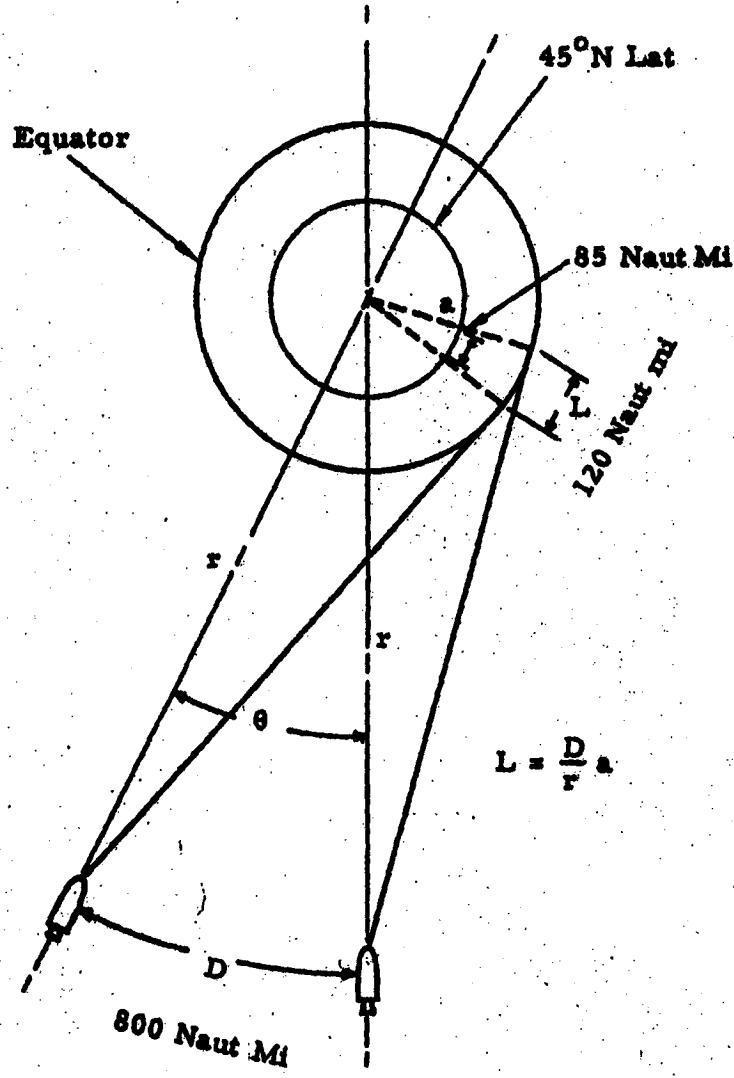 45°N Lat
Equator
85 Naut Mi
a
L
120 Naut mi
r
r
θ
L = D/r a
D
800 Naut Mi